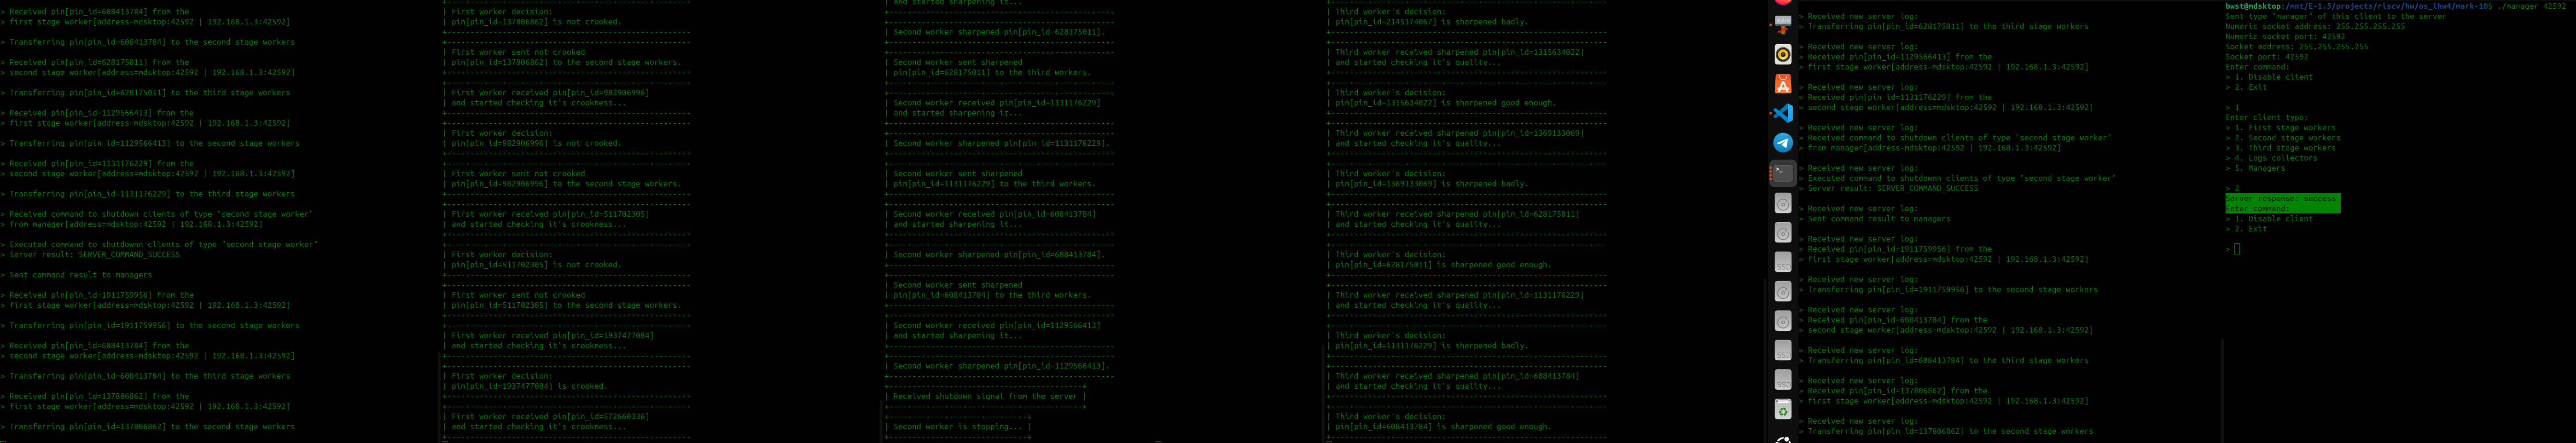 > Received pin[pin_id=608413784] from the
> first stage worker[address=mdsktop:42592 | 192.168.1.3:42592]
> Transferring pin[pin_id=608413784] to the second stage workers
> Received pin[pin_id=628175011] from the
> second stage worker[address=mdsktop:42592 | 192.168.1.3:42592]
> Transferring pin[pin_id=628175011] to the third stage workers
> Received pin[pin_id=1129566413] from the
> first stage worker[address=mdsktop:42592 | 192.168.1.3:42592]
> Transferring pin[pin_id=1129566413] to the second stage workers
> Received pin[pin_id=1131176229] from the
> second stage worker[address=mdsktop:42592 | 192.168.1.3:42592]
> Transferring pin[pin_id=1131176229] to the third stage workers
> Received command to shutdown clients of type "second stage worker"
> from manager[address=mdsktop:42592 | 192.168.1.3:42592]
> Executed command to shutdownn clients of type "second stage worker"
> Server result: SERVER_COMMAND_SUCCESS
> Sent command result to managers
> Received pin[pin_id=1911759956] from the
> first stage worker[address=mdsktop:42592 | 192.168.1.3:42592]
> Transferring pin[pin_id=1911759956] to the second stage workers
> Received pin[pin_id=608413784] from the
> second stage worker[address=mdsktop:42592 | 192.168.1.3:42592]
> Transferring pin[pin_id=608413784] to the third stage workers
> Received pin[pin_id=137806862] from the
> first stage worker[address=mdsktop:42592 | 192.168.1.3:42592]
> Transferring pin[pin_id=137806862] to the second stage workers
| First worker decision:
| pin[pin_id=137806862] is not crooked.
| First worker sent not crooked
| pin[pin_id=137806862] to the second stage workers.
| First worker received pin[pin_id=982906996]
| and started checking it's crookness...
| First worker decision:
| pin[pin_id=982906996] is not crooked.
| First worker sent not crooked
| pin[pin_id=982906996] to the second stage workers.
| First worker received pin[pin_id=511702305]
| and started checking it's crookness...
| First worker decision:
| pin[pin_id=511702305] is not crooked.
| First worker sent not crooked
| pin[pin_id=511702305] to the second stage workers.
| First worker received pin[pin_id=1937477084]
| and started checking it's crookness...
| First worker decision:
| pin[pin_id=1937477084] is crooked.
| First worker received pin[pin_id=572660336]
| and started checking it's crookness...
| and started sharpening it...
| Second worker sharpened pin[pin_id=628175011].
| Second worker sent sharpened
| pin[pin_id=628175011] to the third workers.
| Second worker received pin[pin_id=1131176229]
| and started sharpening it...
| Second worker sharpened pin[pin_id=1131176229].
| Second worker sent sharpened
| pin[pin_id=1131176229] to the third workers.
| Second worker received pin[pin_id=608413784]
| and started sharpening it...
| Second worker sharpened pin[pin_id=608413784].
| Second worker sent sharpened
| pin[pin_id=608413784] to the third workers.
| Second worker received pin[pin_id=1129566413]
| and started sharpening it...
| Second worker sharpened pin[pin_id=1129566413].
| Received shutdown signal from the server |
| Second worker is stopping... |
| Third worker's decision:
| pin[pin_id=2145174067] is sharpened badly.
| Third worker received sharpened pin[pin_id=1315634022]
| and started checking it's quality...
| Third worker's decision:
| pin[pin_id=1315634022] is sharpened good enough.
| Third worker received sharpened pin[pin_id=1369133069]
| and started checking it's quality...
| Third worker's decision:
| pin[pin_id=1369133069] is sharpened badly.
| Third worker received sharpened pin[pin_id=628175011]
| and started checking it's quality...
| Third worker's decision:
| pin[pin_id=628175011] is sharpened good enough.
| Third worker received sharpened pin[pin_id=1131176229]
| and started checking it's quality...
| Third worker's decision:
| pin[pin_id=1131176229] is sharpened badly.
| Third worker received sharpened pin[pin_id=608413784]
| and started checking it's quality...
| Third worker's decision:
| pin[pin_id=608413784] is sharpened good enough.
SSD
SSD
SSD
> Received new server log:
> Transferring pin[pin_id=628175011] to the third stage workers
> Received new server log:
> Received pin[pin_id=1129566413] from the
> first stage worker[address=mdsktop:42592 | 192.168.1.3:42592]
> Received new server log:
> Received pin[pin_id=1131176229] from the
> second stage worker[address=mdsktop:42592 | 192.168.1.3:42592]
> Received new server log:
> Received command to shutdown clients of type "second stage worker"
> from manager[address=mdsktop:42592 | 192.168.1.3:42592]
> Received new server log:
> Executed command to shutdownn clients of type "second stage worker"
> Server result: SERVER_COMMAND_SUCCESS
> Received new server log:
> Sent command result to managers
> Received new server log:
> Received pin[pin_id=1911759956] from the
> first stage worker[address=mdsktop:42592 | 192.168.1.3:42592]
> Received new server log:
> Transferring pin[pin_id=1911759956] to the second stage workers
> Received new server log:
> Received pin[pin_id=608413784] from the
> second stage worker[address=mdsktop:42592 | 192.168.1.3:42592]
> Received new server log:
> Transferring pin[pin_id=608413784] to the third stage workers
> Received new server log:
> Received pin[pin_id=137806862] from the
> first stage worker[address=mdsktop:42592 | 192.168.1.3:42592]
> Received new server log:
> Transferring pin[pin_id=137806862] to the second stage workers
bwst@mdsktop:/mnt/E-1.5/projects/riscv/hw/os_ihw4/mark-10$ ./manager 42592
Sent type "manager" of this client to the server
Numeric socket address: 255.255.255.255
Numeric socket port: 42592
Socket address: 255.255.255.255
Socket port: 42592
Enter command:
> 1. Disable client
> 2. Exit
> 1
Enter client type:
> 1. First stage workers
> 2. Second stage workers
> 3. Third stage workers
> 4. Logs collectors
> 5. Managers
> 2
Server response: success
Enter command:
> 1. Disable client
> 2. Exit
>